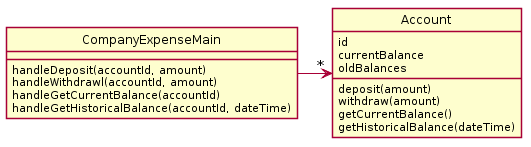 CompanyExpenseMain
handleDeposit(accountId, amount)
handleWithdrawl(accountId, amount)
handleGetCurrentBalance(accountId)
handleGetHistoricalBalance(accountId, dateTime)
*
Account
id
currentBalance
oldBalances
deposit(amount)
withdraw(amount)
getCurrentBalance()
getHistoricalBalance(dateTime)